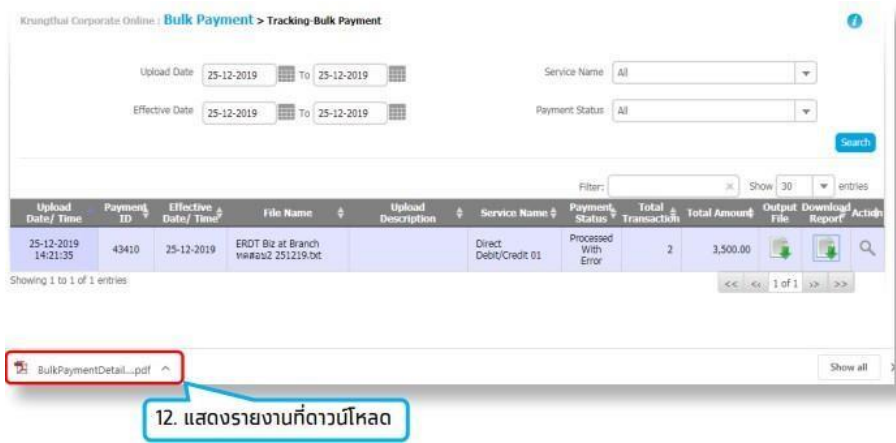 Krungthai Corporate Online : Bulk Payment > Tracking-Bulk Payment
Upload Date 25-12-2019 To 25-12-2019 Service Name All
Effective Date 25-12-2019 To 25-12-2019 Payment Status All
Search
Filter: Show 30 entries
Upload Date/ Time Payment ID Effective Date/ Time File Name Upload Description Service Name Payment Status Total Transaction Total Amount Output File Download Report Action
25-12-2019 14:21:35 43410 25-12-2019 ERDT Biz at Branch ทดสอบ2 251219.txt Direct Debit/Credit 01 Processed With Error 2 3,500.00
Showing 1 to 1 of 1 entries << < 1 of 1 > >>
BulkPaymentDetail....pdf Show all
12. แสดงรายงานที่ดาวน์โหลด